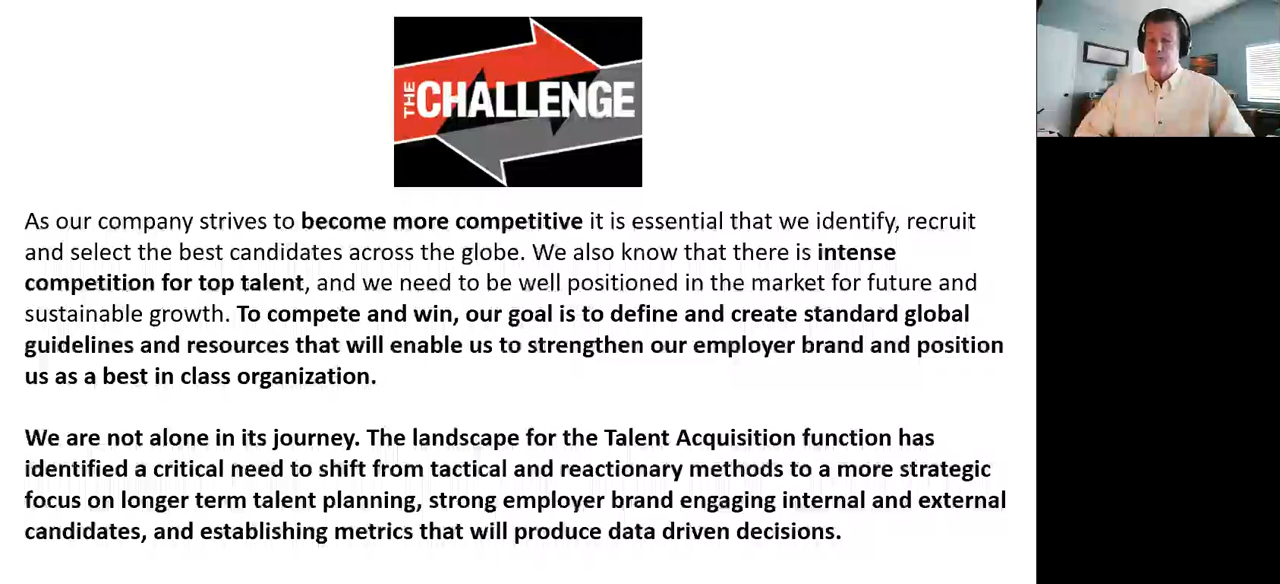 THE CHALLENGE
As our company strives to become more competitive it is essential that we identify, recruit
and select the best candidates across the globe. We also know that there is intense
competition for top talent, and we need to be well positioned in the market for future and
sustainable growth. To compete and win, our goal is to define and create standard global
guidelines and resources that will enable us to strengthen our employer brand and position
us as a best in class organization.
We are not alone in its journey. The landscape for the Talent Acquisition function has
identified a critical need to shift from tactical and reactionary methods to a more strategic
focus on longer term talent planning, strong employer brand engaging internal and external
candidates, and establishing metrics that will produce data driven decisions.